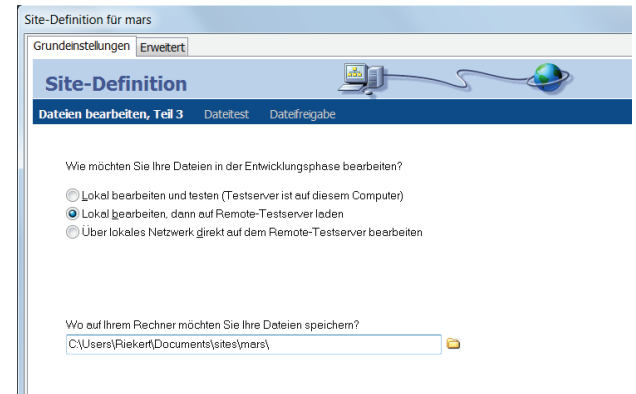 Site-Definition für mars
Grundeinstellungen Erweitert
Site-Definition
Dateien bearbeiten, Teil 3 Dateitest Dateifreigabe
Wie möchten Sie Ihre Dateien in der Entwicklungsphase bearbeiten?
Lokal bearbeiten und testen (Testserver ist auf diesem Computer)
Lokal bearbeiten, dann auf Remote-Testserver laden
Über lokales Netzwerk direkt auf dem Remote-Testserver bearbeiten
Wo auf Ihrem Rechner möchten Sie Ihre Dateien speichern?
C:\Users\Riekert\Documents\sites\mars\